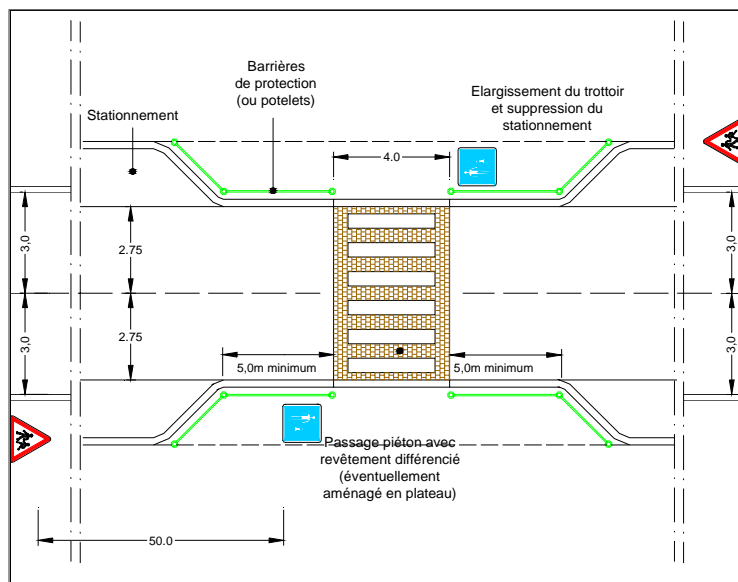 Barrières
de protection
(ou potelets)
Elargissement du trottoir
et suppression du
stationnement
Stationnement
4.0
3,0
2.75
3,0
3,0
2.75
3,0
5,0m minimum
5,0m minimum
Passage piéton avec
revêtement différencié
(éventuellement
aménagé en plateau)
50.0